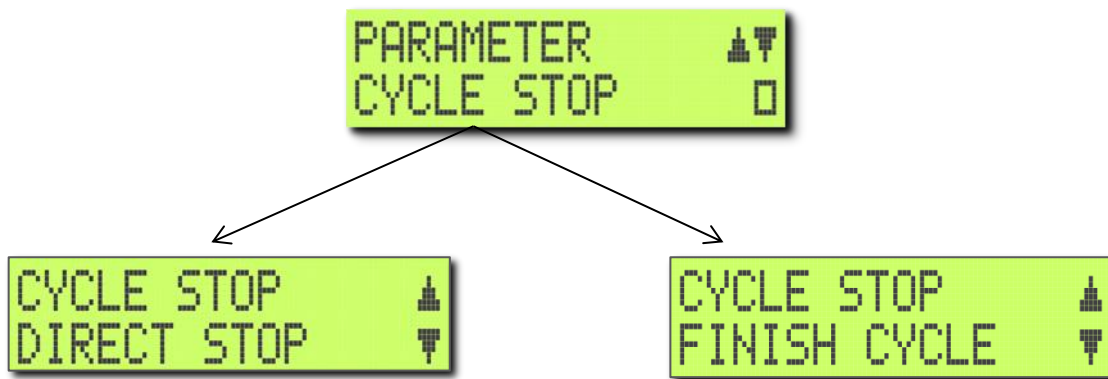 PARAMETER
CYCLE STOP
CYCLE STOP
DIRECT STOP
CYCLE STOP
FINISH CYCLE